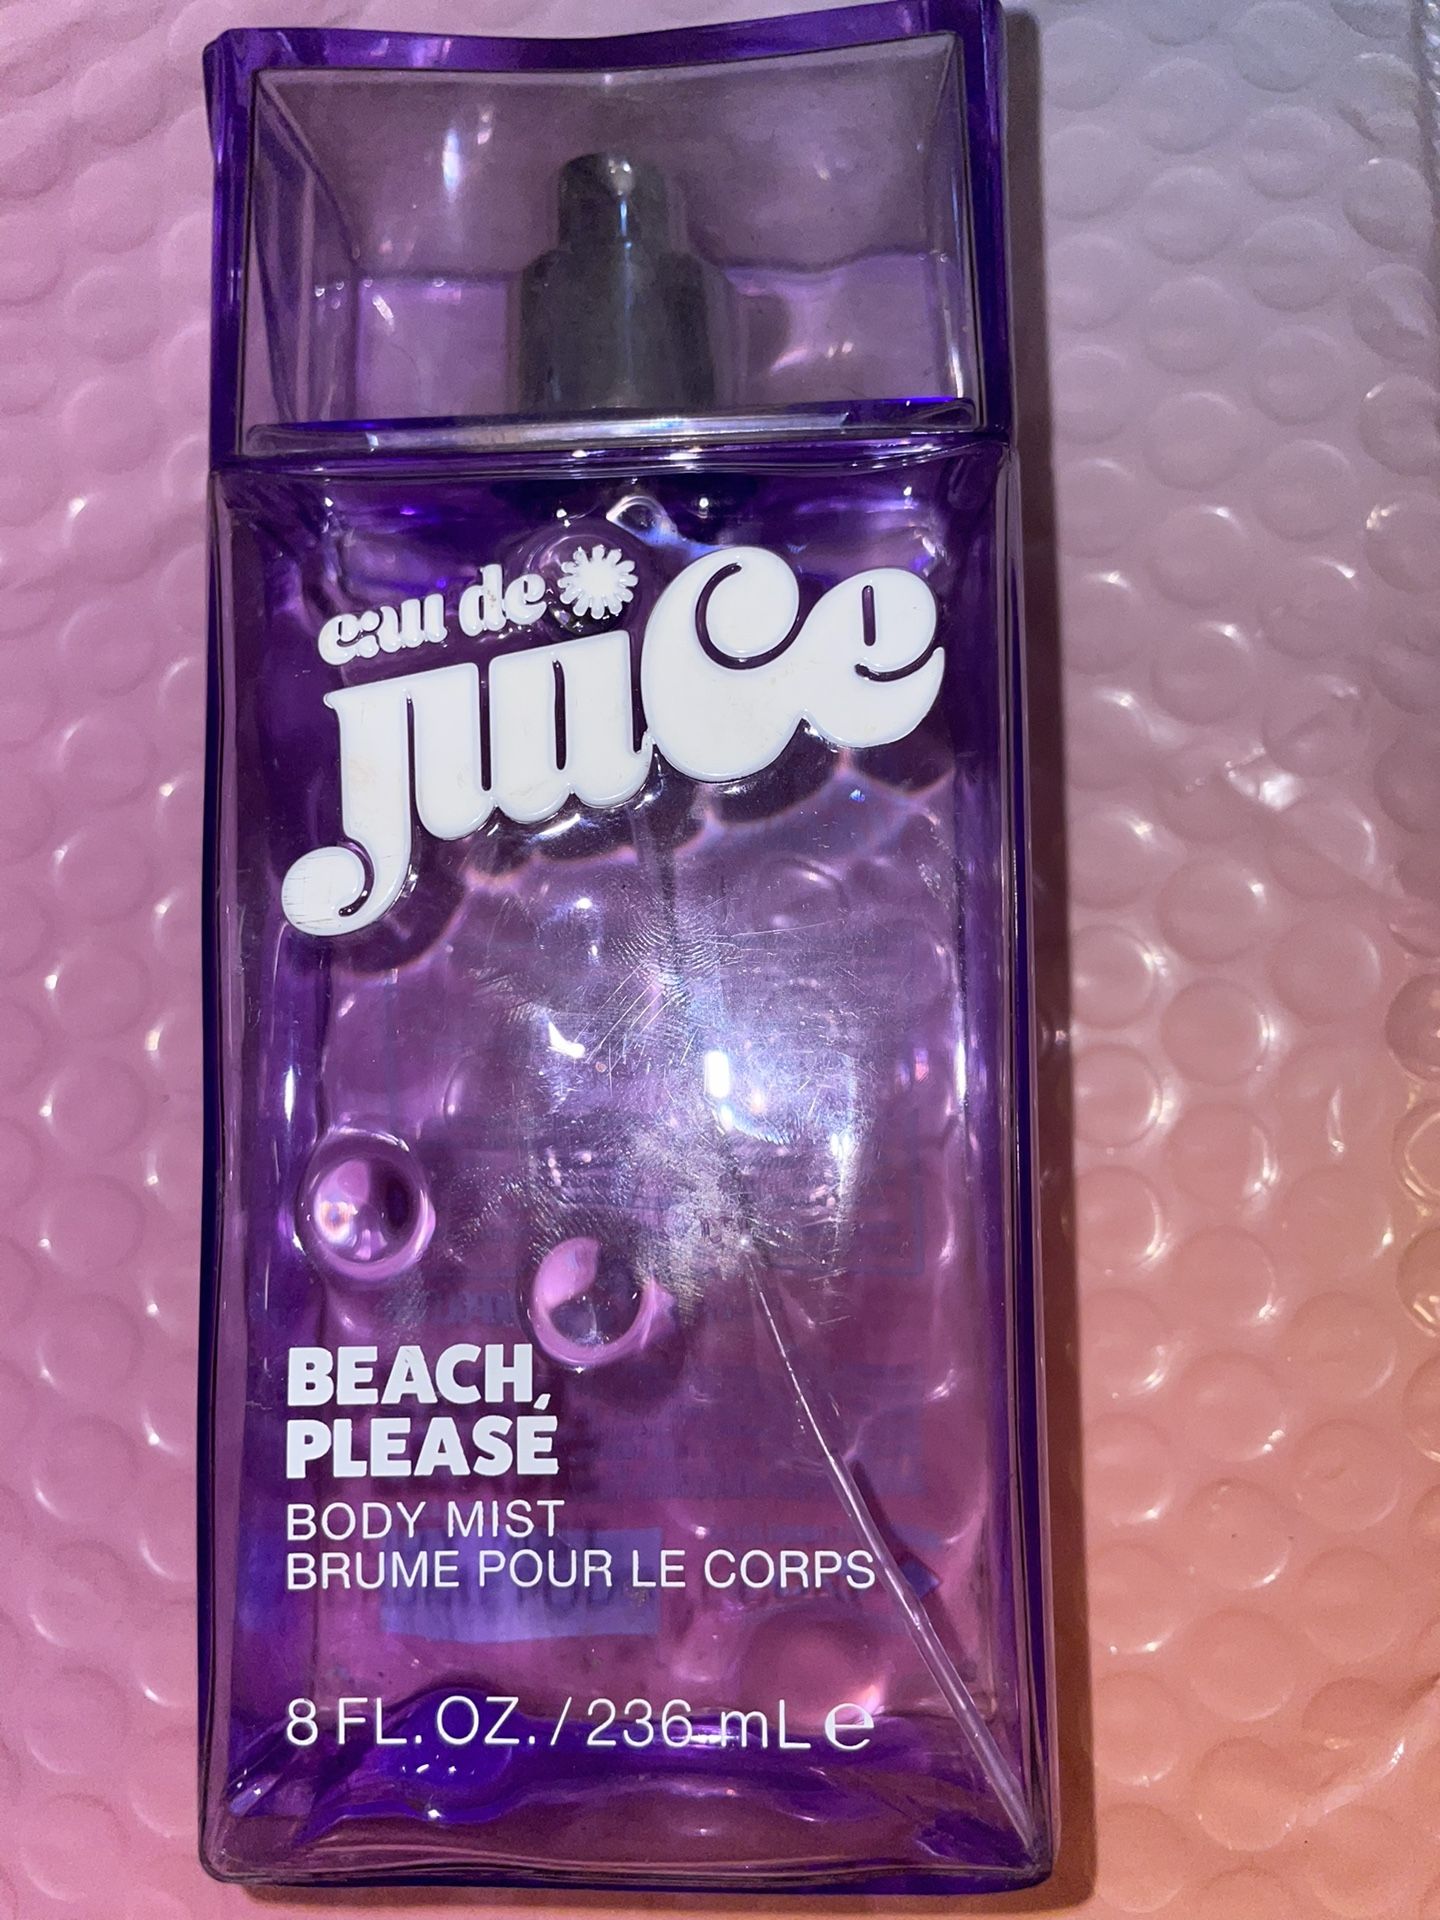 eau de
juice
BEACH,
PLEASE
BODY MIST
BRUME POUR LE CORPS
8 FL. OZ. / 236 mL e